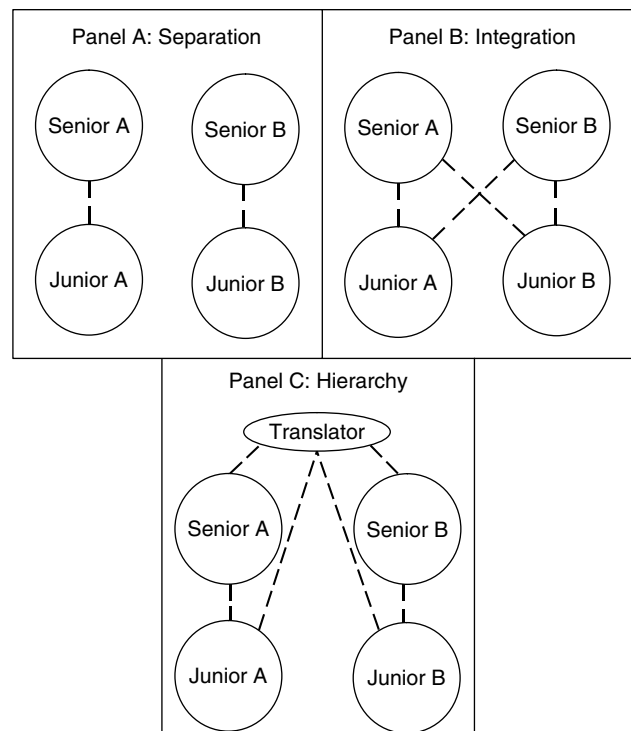 Panel A: Separation
Senior A
Senior B
Junior A
Junior B
Panel B: Integration
Senior A
Senior B
Junior A
Junior B
Panel C: Hierarchy
Translator
Senior A
Senior B
Junior A
Junior B